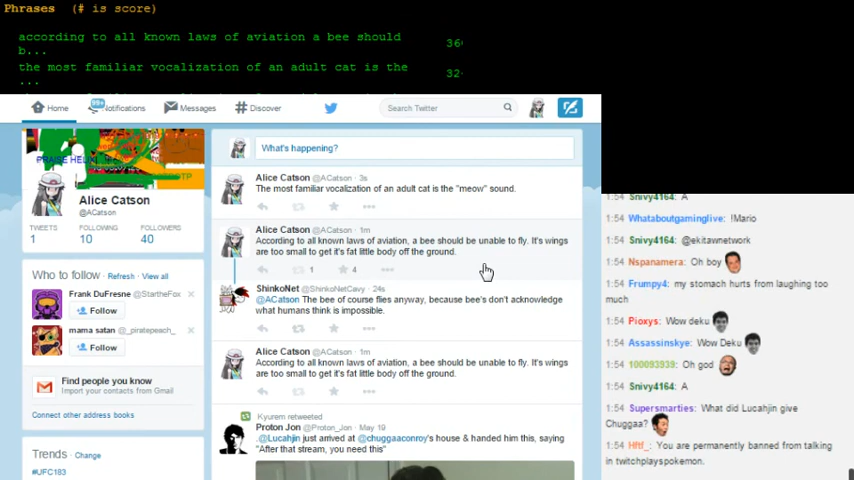 Phrases (# is score)
according to all known laws of aviation a bee should
b...
36
the most familiar vocalization of an adult cat is the
...
32
Home
99+
Notifications
Messages
Discover
Search Twitter
PRAISE HELIX
Alice Catson
@ACatson
TWEETS
FOLLOWING
FOLLOWERS
1
10
40
Who to follow · Refresh · View all
Frank DuFresne @StartheFox
Follow
mama satan @_piratepeach_
Follow
Find people you know
Import your contacts from Gmail
Connect other address books
Trends · Change
#UFC183
What's happening?
Alice Catson @ACatson · 3s
The most familiar vocalization of an adult cat is the "meow" sound.
Alice Catson @ACatson · 1m
According to all known laws of aviation, a bee should be unable to fly. It's wings
are too small to get it's fat little body off the ground.
1
4
ShinkoNet @ShinkoNetCavy · 24s
@ACatson The bee of course flies anyway, because bee's don't acknowledge
what humans think is impossible.
Alice Catson @ACatson · 1m
According to all known laws of aviation, a bee should be unable to fly. It's wings
are too small to get it's fat little body off the ground.
Kyurem retweeted
Proton Jon @Proton_Jon · May 19
.@Lucahjin just arrived at @chuggaaconroy's house & handed him this, saying
"After that stream, you need this"
1:54 Snivy4164: A
1:54 Whataboutgaminglive: !Mario
1:54 Snivy4164: @ekitawnetwork
1:54 Nspanamera: Oh boy
1:54 Frumpy4: my stomach hurts from laughing too
much
1:54 Pioxys: Wow deku
1:54 Assassinskye: Wow Deku
1:54 100093939: Oh god
1:54 Snivy4164: A
1:54 Supersmarties: What did Lucahjin give
Chuggaa?
1:54 Hftf_: You are permanently banned from talking
in twitchplayspokemon.